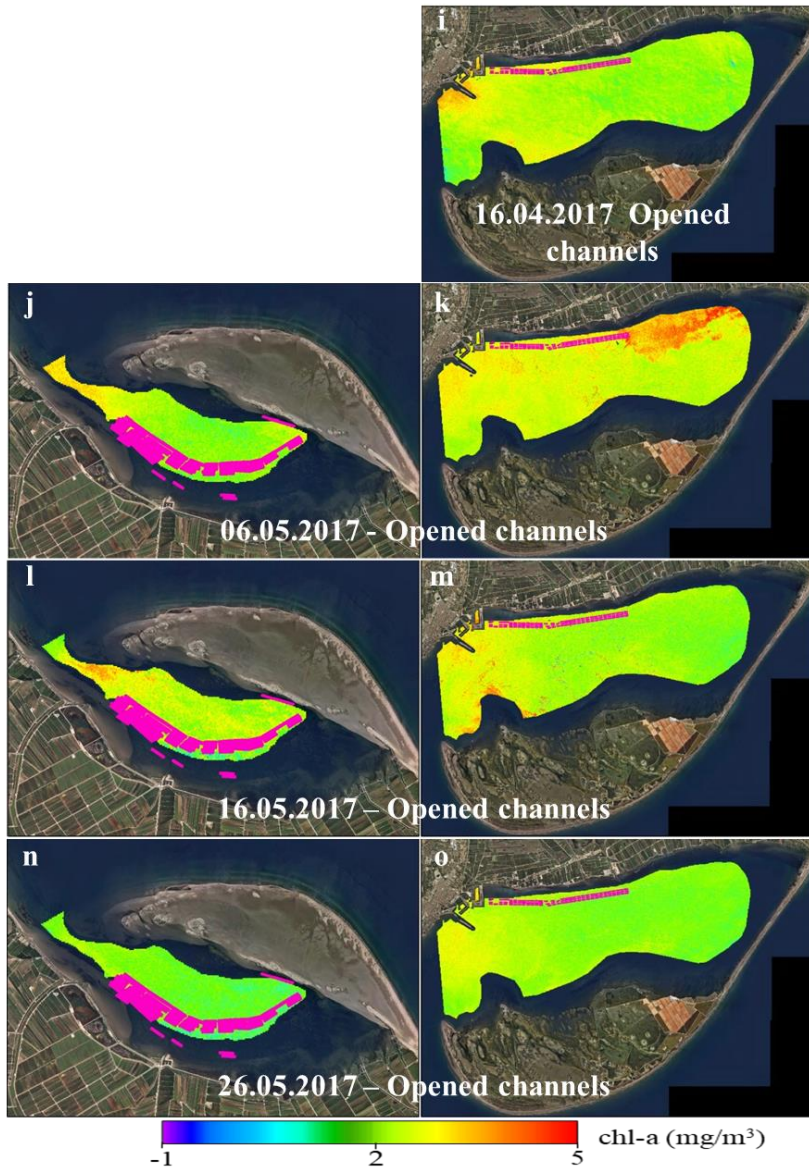 i
16.04.2017 Opened
channels
j
k
06.05.2017 - Opened channels
l
m
16.05.2017 – Opened channels
n
o
26.05.2017 – Opened channels
chl-a (mg/m³)
-1
2
5